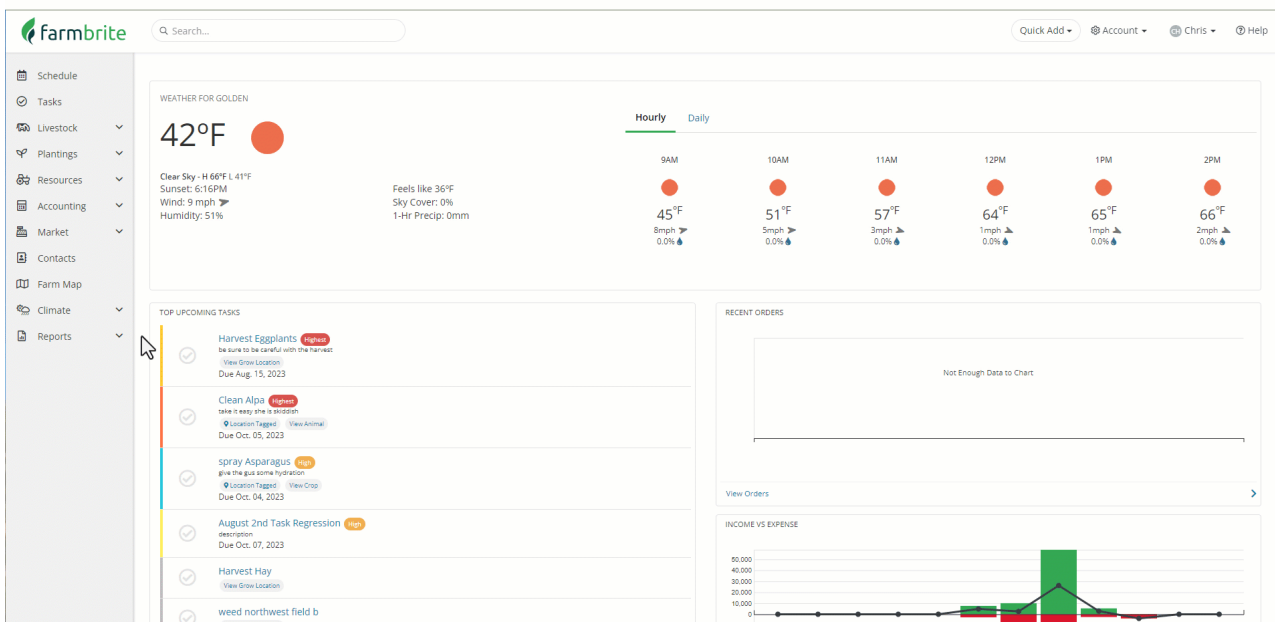 farmbrite
Search...
Quick Add
Account
CH Chris
Help
Schedule
Tasks
Livestock
Plantings
Resources
Accounting
Market
Contacts
Farm Map
Climate
Reports
WEATHER FOR GOLDEN
42°F
Clear Sky - H 66°F L 41°F
Sunset: 6:16PM
Wind: 9 mph
Humidity: 51%
Feels like 36°F
Sky Cover: 0%
1-Hr Precip: 0mm
Hourly Daily
9AM 10AM 11AM 12PM 1PM 2PM
45°F 51°F 57°F 64°F 65°F 66°F
8mph 5mph 3mph 1mph 1mph 2mph
0.0% 0.0% 0.0% 0.0% 0.0% 0.0%
TOP UPCOMING TASKS
Harvest Eggplants Highest
be sure to be careful with the harvest
View Grow Location
Due Aug. 15, 2023
Clean Alpa Highest
take it easy she is skiddish
Location Tagged View Animal
Due Oct. 05, 2023
spray Asparagus High
give the gus some hydration
Location Tagged View Crop
Due Oct. 04, 2023
August 2nd Task Regression High
description
Due Oct. 07, 2023
Harvest Hay
View Grow Location
weed northwest field b
RECENT ORDERS
Not Enough Data to Chart
View Orders
INCOME VS EXPENSE
50,000
40,000
30,000
20,000
10,000
0